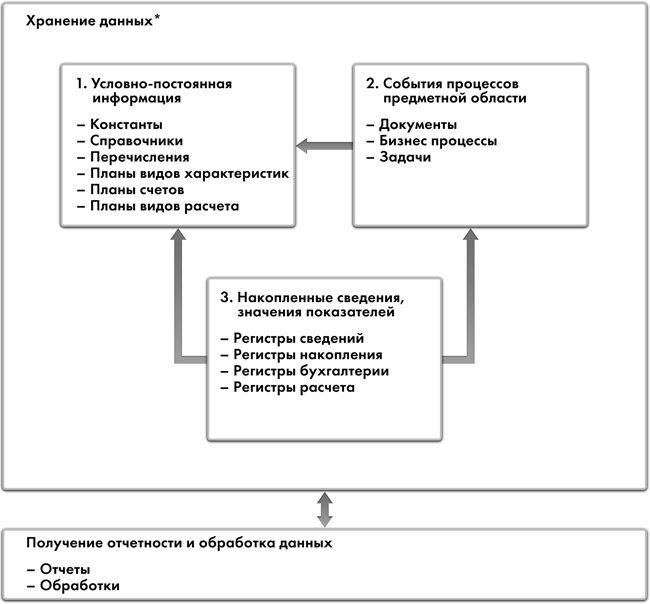 Хранение данных*
1. Условно-постоянная
информация
– Константы
– Справочники
– Перечисления
– Планы видов характеристик
– Планы счетов
– Планы видов расчета
2. События процессов
предметной области
– Документы
– Бизнес процессы
– Задачи
3. Накопленные сведения,
значения показателей
– Регистры сведений
– Регистры накопления
– Регистры бухгалтерии
– Регистры расчета
Получение отчетности и обработка данных
– Отчеты
– Обработки